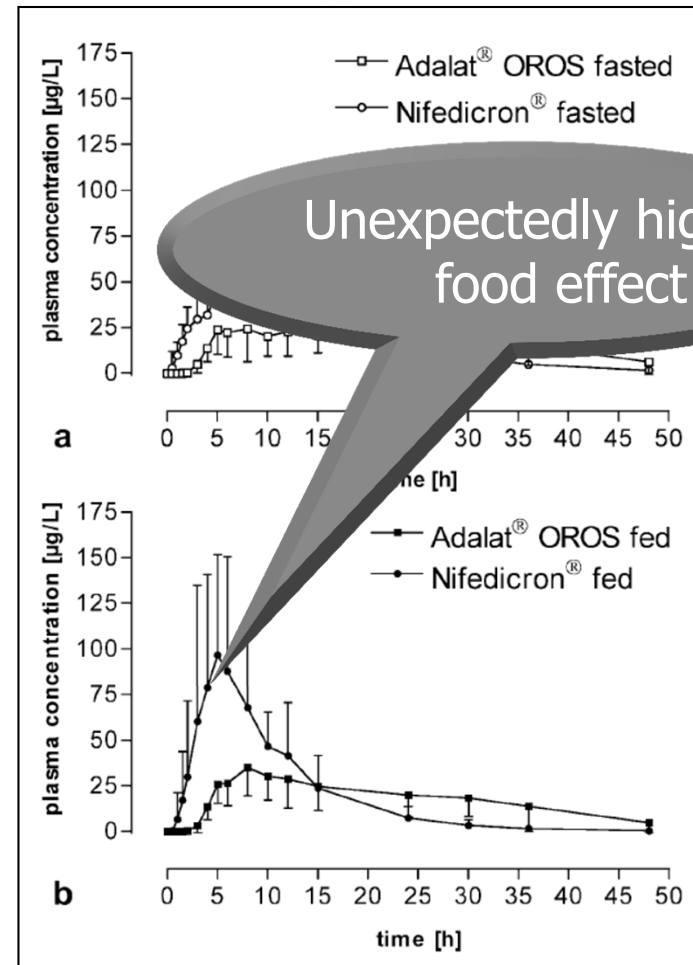 175
150
125
100
75
50
25
0
plasma concentration [µg/L]
Adalat® OROS fasted
Nifedicron® fasted
Unexpectedly
food effect
0 5 10 15 30 35 40 45 50
a
[h]
175
150
125
100
75
50
25
0
plasma concentration [µg/L]
Adalat® OROS fed
Nifedicron® fed
0 5 10 15 20 25 30 35 40 45 50
b
time [h]